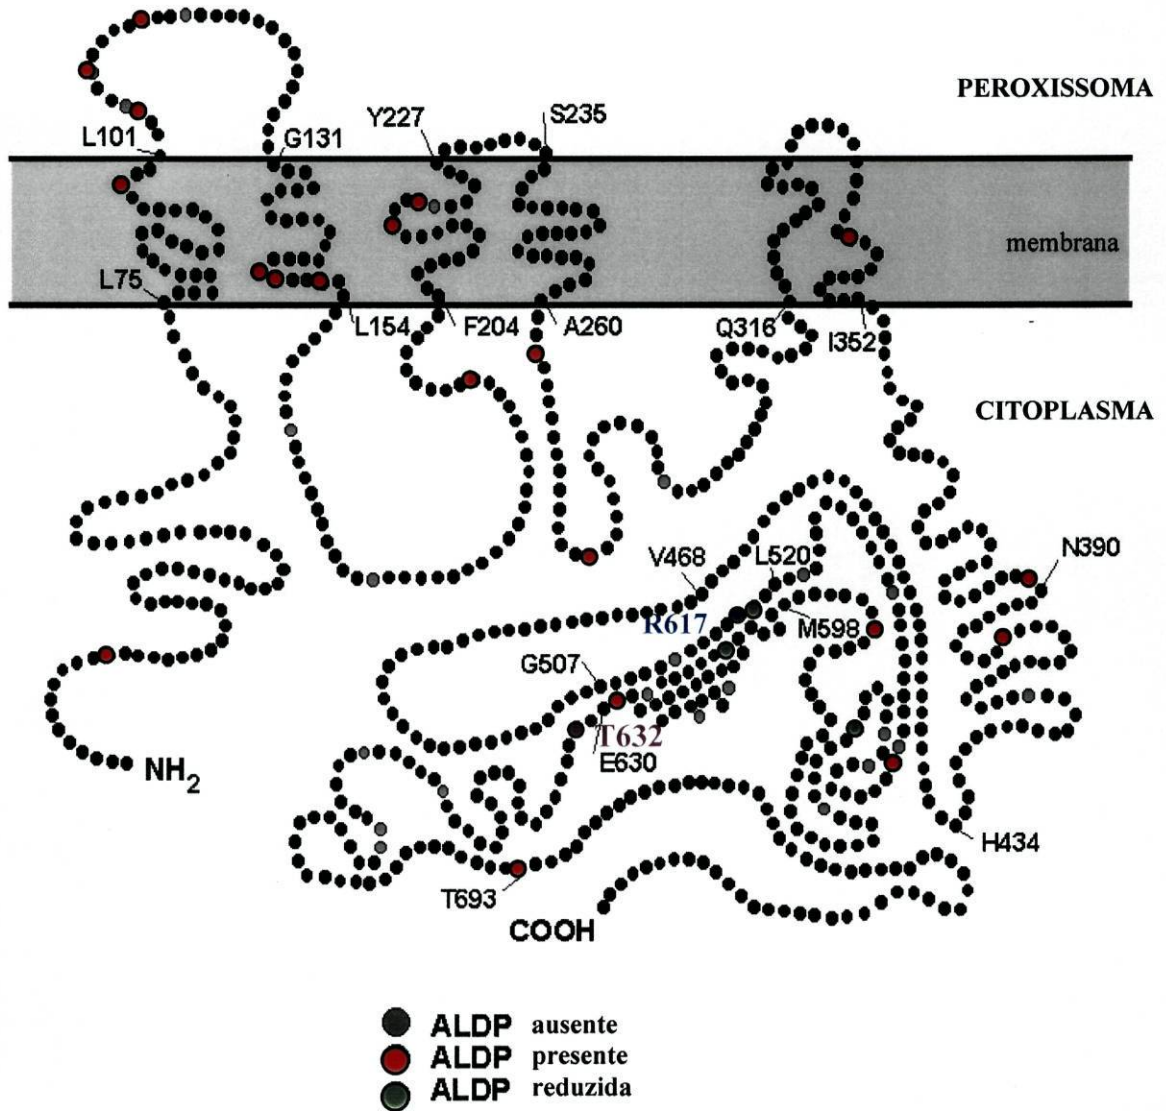 PEROXISSOMA
Y227
S235
L101
G131
membrana
L75
L154
F204
A260
Q316
I352
CITOPLASMA
V468
L520
N390
R617
M598
G507
T632
E630
NH2
H434
T693
COOH
ALDP ausente
ALDP presente
ALDP reduzida